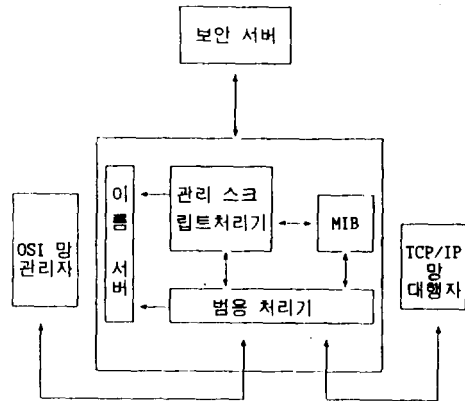 보안 서버
이름 서버
관리 스크
립트처리기
MIB
OSI 망
관리자
TCP/IP
망
대행자
범용 처리기